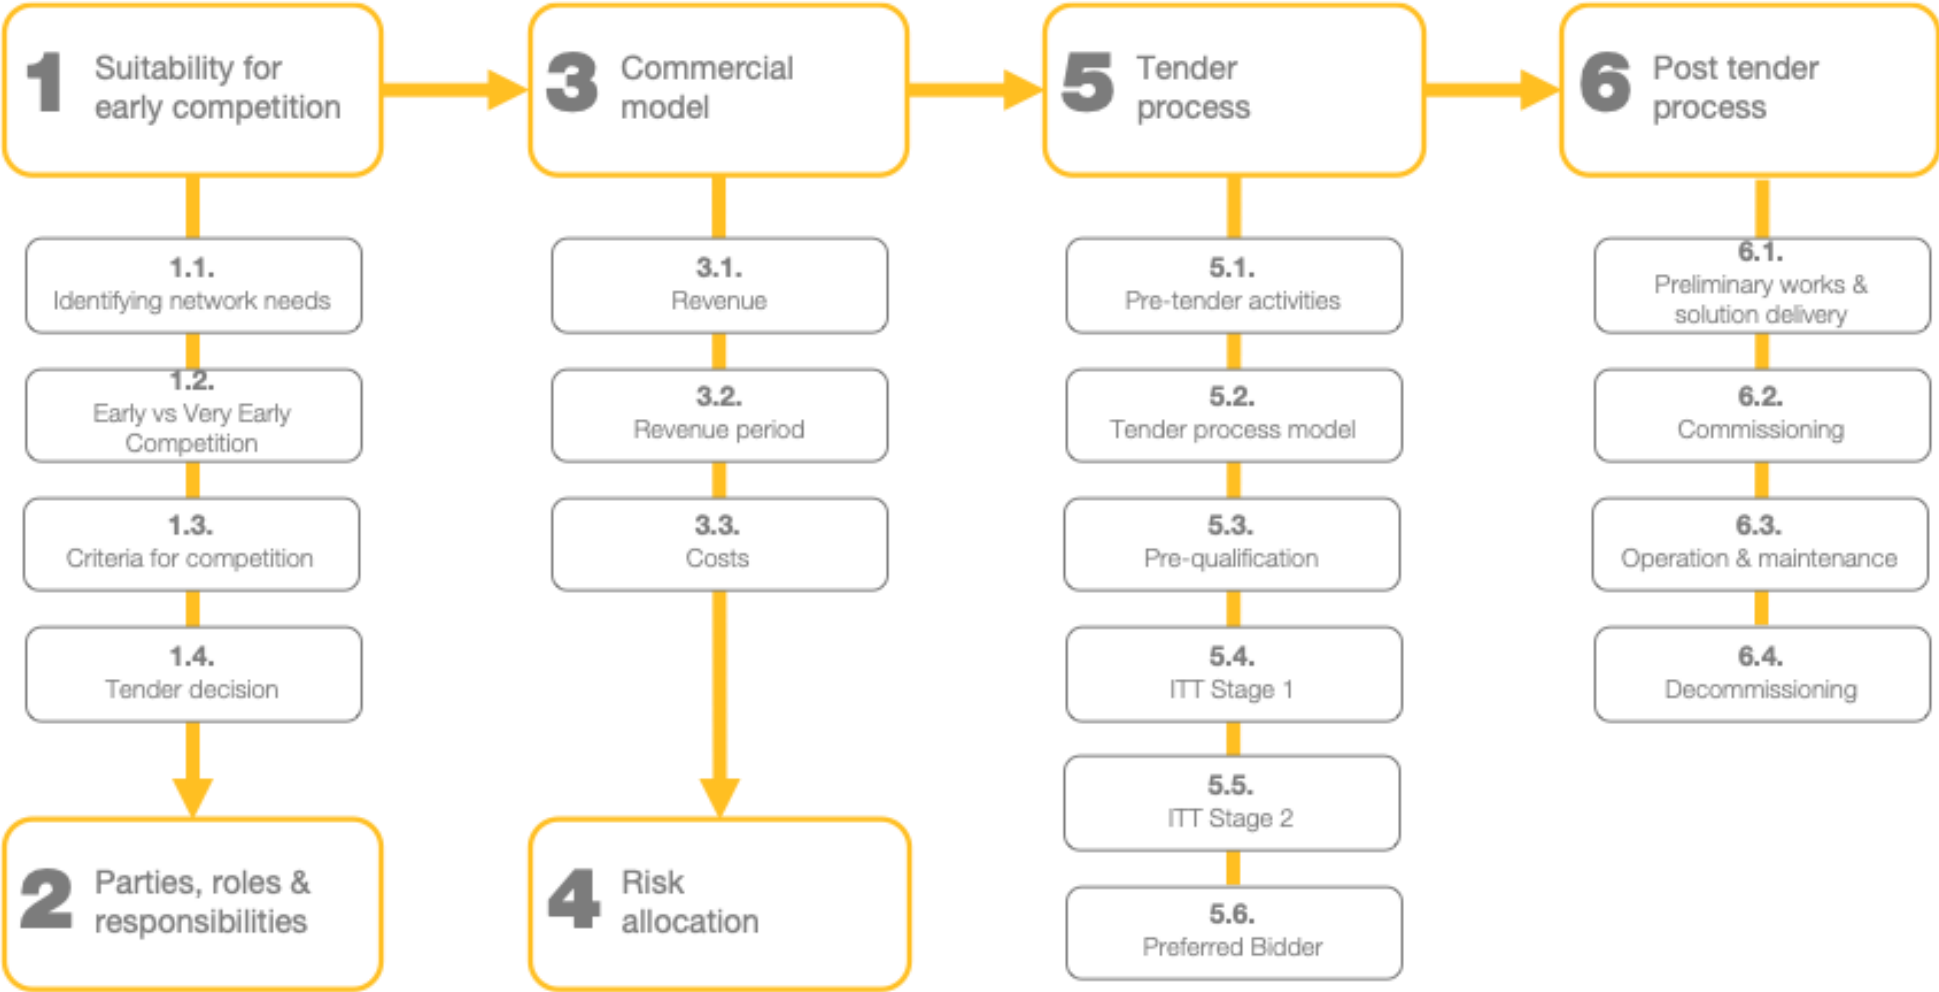 1
Suitability for
early competition
1.1.
Identifying network needs
1.2.
Early vs Very Early
Competition
1.3.
Criteria for competition
1.4.
Tender decision
2
Parties, roles &
responsibilities
3
Commercial
model
3.1.
Revenue
3.2.
Revenue period
3.3.
Costs
4
Risk
allocation
5
Tender
process
5.1.
Pre-tender activities
5.2.
Tender process model
5.3.
Pre-qualification
5.4.
ITT Stage 1
5.5.
ITT Stage 2
5.6.
Preferred Bidder
6
Post tender
process
6.1.
Preliminary works &
solution delivery
6.2.
Commissioning
6.3.
Operation & maintenance
6.4.
Decommissioning